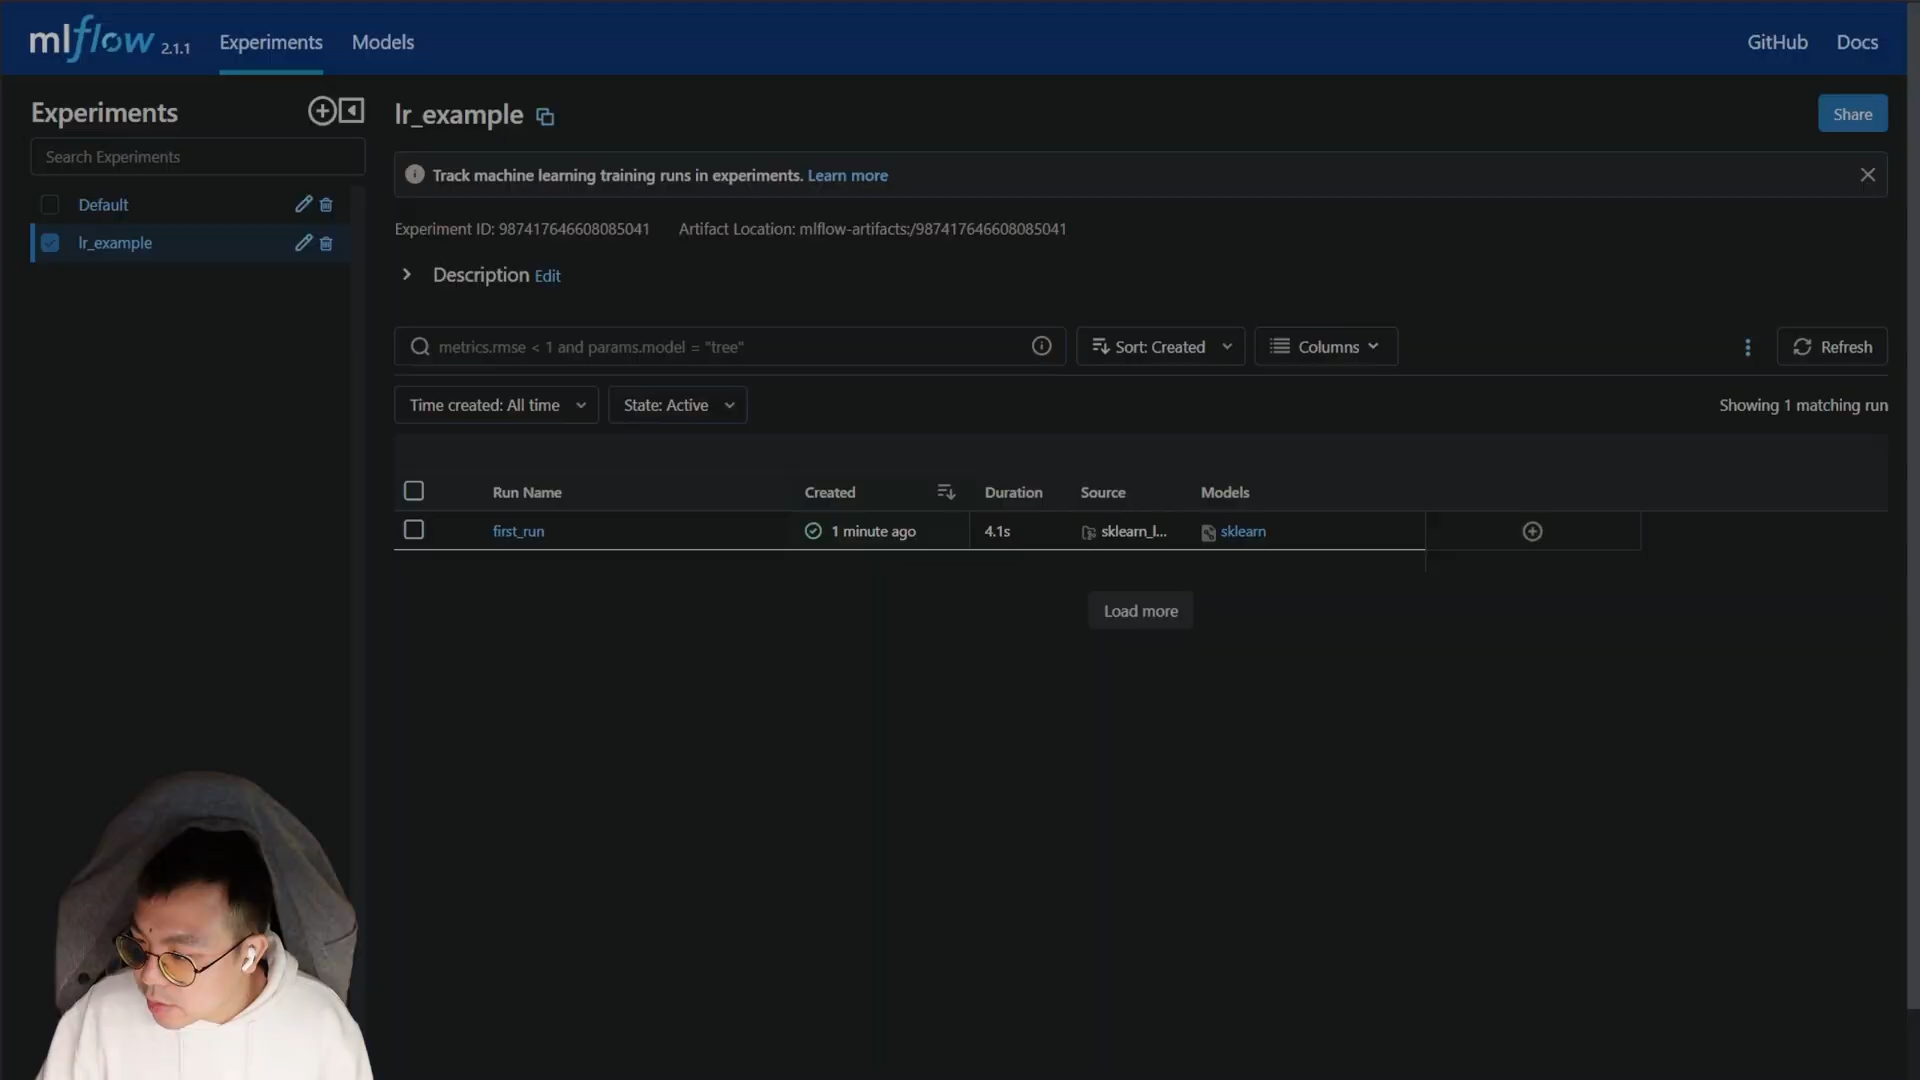 mlflow 2.1.1 Experiments Models GitHub Docs
Experiments
Search Experiments
Default
lr_example
lr_example
Share
Track machine learning training runs in experiments. Learn more
Experiment ID: 987417646608085041 Artifact Location: mlflow-artifacts:/987417646608085041
Description Edit
metrics.rmse < 1 and params.model = "tree" Sort: Created Columns Refresh
Time created: All time State: Active Showing 1 matching run
Run Name Created Duration Source Models
first_run 1 minute ago 4.1s sklearn_l... sklearn
Load more